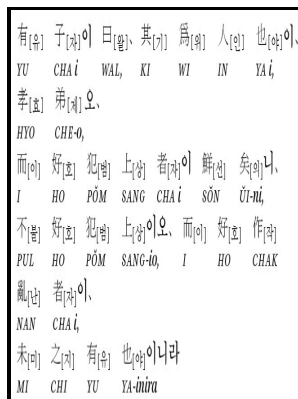 有[유] 子[자]이 曰[왈]、其[기] 爲[위] 人[인] 也[야]이、
YU CHA i WAL, KI WI IN YA i,
孝[효] 弟[제]오、
HYO CHE-o,
而[이] 好[호] 犯[범] 上[상] 者[자]이 鮮[선] 矣[의]니、
I HO PŎM SANG CHA i SŎN ŬI-ni,
不[불] 好[호] 犯[범] 上[상]이오、而[이] 好[호] 作[작]
PUL HO PŎM SANG-io, I HO CHAK
亂[난] 者[자]이、
NAN CHA i,
未[미] 之[지] 有[유] 也[야]이니라
MI CHI YU YA-inira